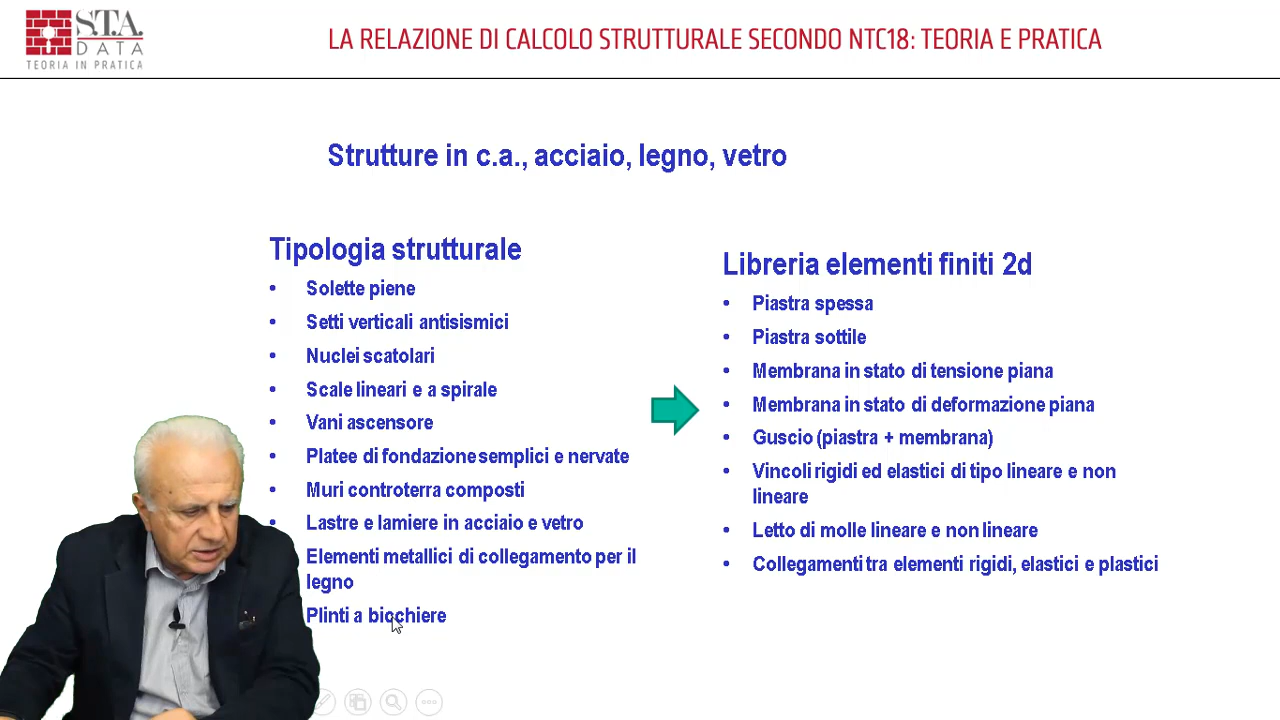 S.T.A.
DATA
TEORIA IN PRATICA
LA RELAZIONE DI CALCOLO STRUTTURALE SECONDO NTC18: TEORIA E PRATICA
Strutture in c.a., acciaio, legno, vetro
Tipologia strutturale
• Solette piene
• Setti verticali antisismici
• Nuclei scatolari
• Scale lineari e a spirale
• Vani ascensore
• Platee di fondazione semplici e nervate
• Muri controterra composti
• Lastre e lamiere in acciaio e vetro
Elementi metallici di collegamento per il
legno
Plinti a bicchiere
Libreria elementi finiti 2d
• Piastra spessa
• Piastra sottile
• Membrana in stato di tensione piana
• Membrana in stato di deformazione piana
• Guscio (piastra + membrana)
• Vincoli rigidi ed elastici di tipo lineare e non
lineare
• Letto di molle lineare e non lineare
• Collegamenti tra elementi rigidi, elastici e plastici